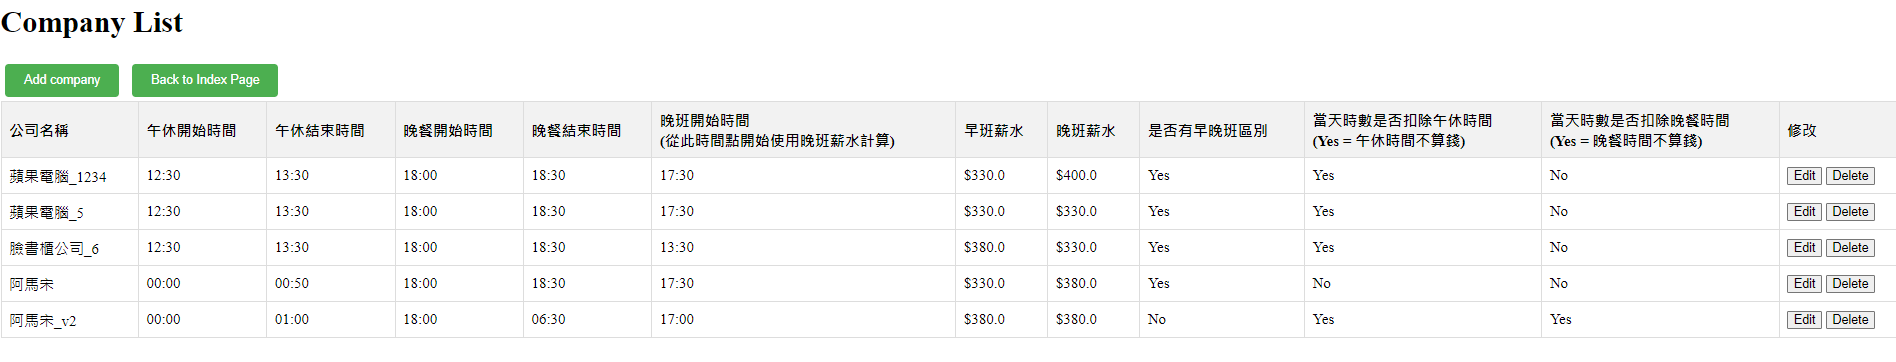 Company List
Add company Back to Index Page
公司名稱 午休開始時間 午休結束時間 晚餐開始時間 晚餐結束時間 晚班開始時間 早班薪水 晚班薪水 是否有早晚班區別 當天時數是否扣除午休時間 當天時數是否扣除晚餐時間 修改
(從此時間點開始使用晚班薪水計算) (Yes = 午休時間不算錢) (Yes = 晚餐時間不算錢)
蘋果電腦_1234 12:30 13:30 18:00 18:30 17:30 $330.0 $400.0 Yes Yes No Edit Delete
蘋果電腦_5 12:30 13:30 18:00 18:30 17:30 $330.0 $330.0 Yes Yes No Edit Delete
臉書櫃公司_6 12:30 13:30 18:00 18:30 13:30 $380.0 $330.0 Yes Yes No Edit Delete
阿馬宋 00:00 00:50 18:00 18:30 17:30 $330.0 $380.0 Yes No No Edit Delete
阿馬宋_v2 00:00 01:00 18:00 06:30 17:00 $380.0 $380.0 No Yes Yes Edit Delete